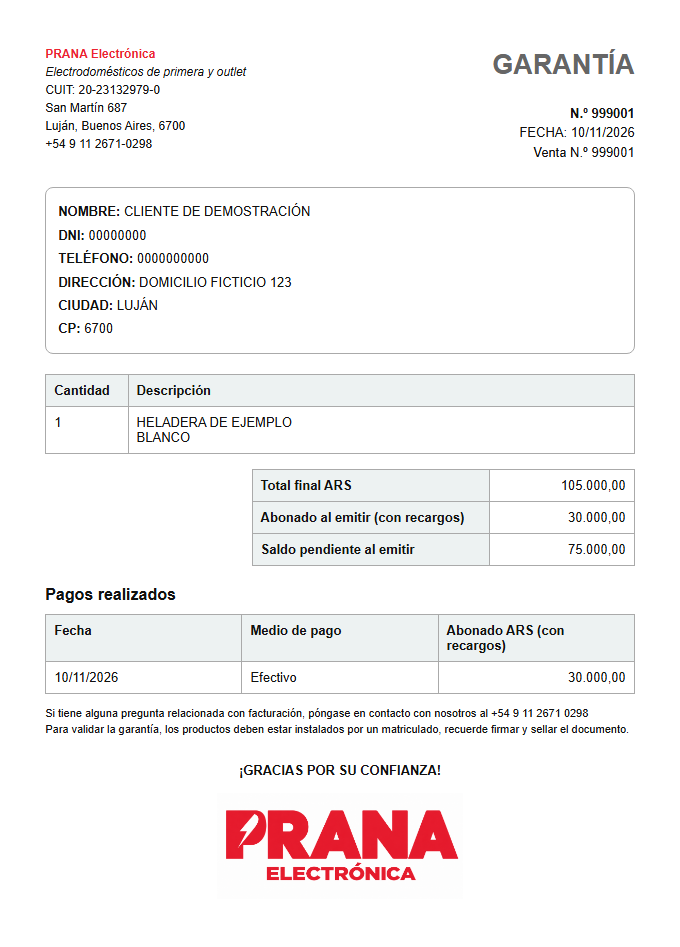 PRANA Electrónica
Electrodomésticos de primera y outlet
CUIT: 20-23132979-0
San Martín 687
Luján, Buenos Aires, 6700
+54 9 11 2671-0298
GARANTÍA
N.º 999001
FECHA: 10/11/2026
Venta N.º 999001
NOMBRE: CLIENTE DE DEMOSTRACIÓN
DNI: 00000000
TELÉFONO: 0000000000
DIRECCIÓN: DOMICILIO FICTICIO 123
CIUDAD: LUJÁN
CP: 6700
Cantidad Descripción
1 HELADERA DE EJEMPLO
BLANCO
Total final ARS 105.000,00
Abonado al emitir (con recargos) 30.000,00
Saldo pendiente al emitir 75.000,00
Pagos realizados
Fecha Medio de pago Abonado ARS (con
recargos)
10/11/2026 Efectivo 30.000,00
Si tiene alguna pregunta relacionada con facturación, póngase en contacto con nosotros al +54 9 11 2671 0298
Para validar la garantía, los productos deben estar instalados por un matriculado, recuerde firmar y sellar el documento.
¡GRACIAS POR SU CONFIANZA!
PRANA
ELECTRÓNICA